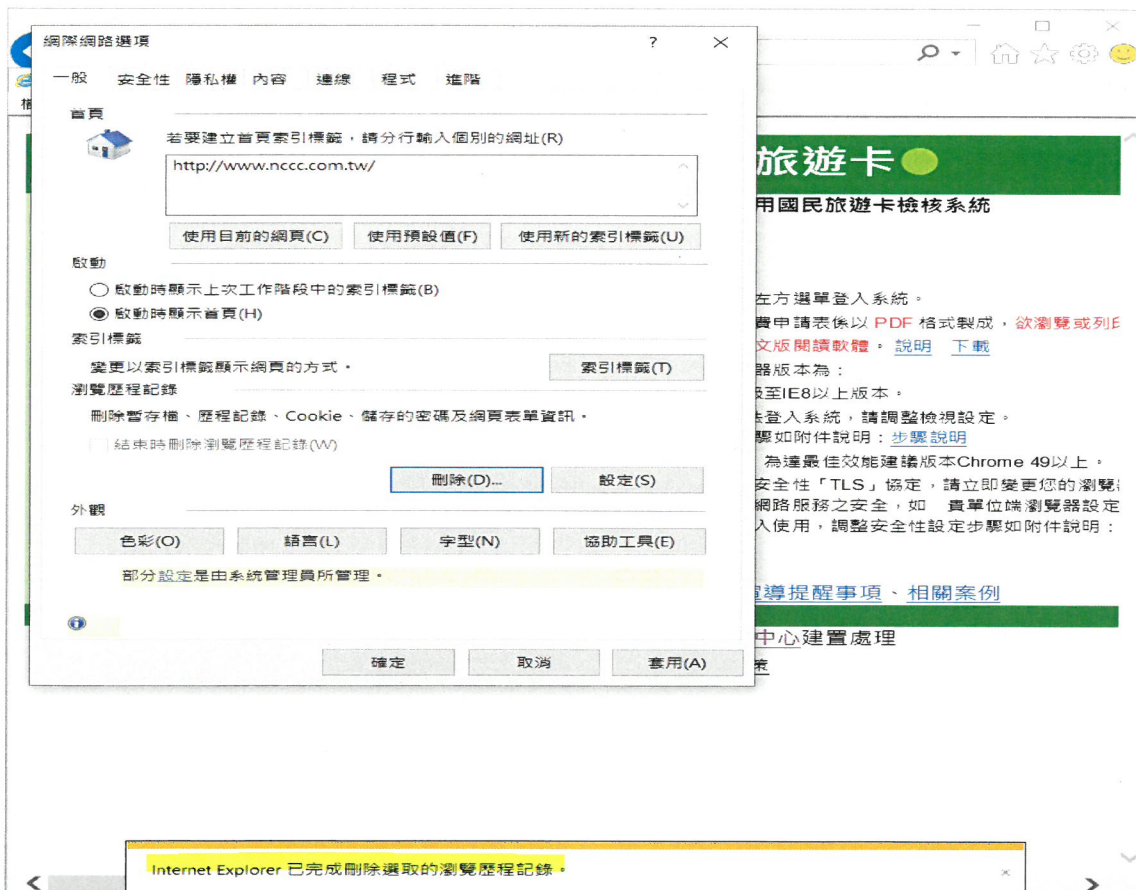 網際網路選項
?
一般 安全性 隱私權 內容 連線 程式 進階
首頁
若要建立首頁索引標籤，請分行輸入個別的網址(R)
http://www.nccc.com.tw/
使用目前的網頁(C) 使用預設值(F) 使用新的索引標籤(U)
啟動
啟動時顯示上次工作階段中的索引標籤(B)
啟動時顯示首頁(H)
索引標籤
變更以索引標籤顯示網頁的方式。 索引標籤(T)
瀏覽歷程記錄
刪除暫存檔、歷程記錄、Cookie、儲存的密碼及網頁表單資訊。
結束時刪除瀏覽歷程記錄(W)
刪除(D)... 設定(S)
外觀
色彩(O) 語言(L) 字型(N) 協助工具(E)
部分設定是由系統管理員所管理。
確定 取消 套用(A)
旅遊卡
用國民旅遊卡檢核系統
左方選單登入系統。
費申請表係以 PDF 格式製成，欲瀏覽或列
文版閱讀軟體。 說明 下載
器版本為：
至IE8以上版本。
登入系統，請調整檢視設定。
驟如附件說明：步驟說明
為達最佳效能建議版本Chrome 49以上。
安全性「TLS」協定，請立即變更您的瀏覽
網路服務之安全，如 貴單位端瀏覽器設定
入使用，調整安全性設定步驟如附件說明：
宣導提醒事項、相關案例
中心建置處理
策
Internet Explorer 已完成刪除選取的瀏覽歷程記錄。